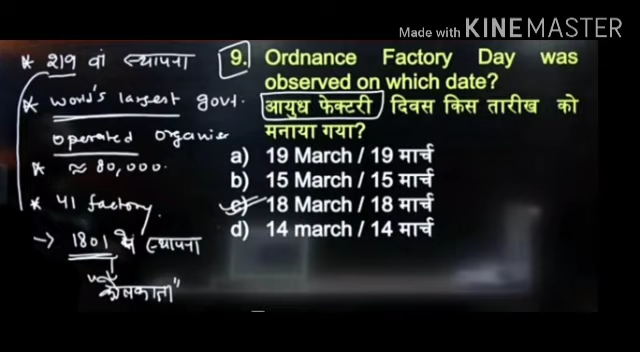 Made with KINEMASTER
* 219 वां स्थापना
* world's largest govt.
operated organies
* ≈ 80,000.
* 41 factory.
→ 1801 में स्थापना
"कोलकाता"
9. Ordnance Factory Day was
observed on which date?
आयुध फेक्टरी दिवस किस तारीख को
मनाया गया?
a) 19 March / 19 मार्च
b) 15 March / 15 मार्च
c) 18 March / 18 मार्च
d) 14 march / 14 मार्च